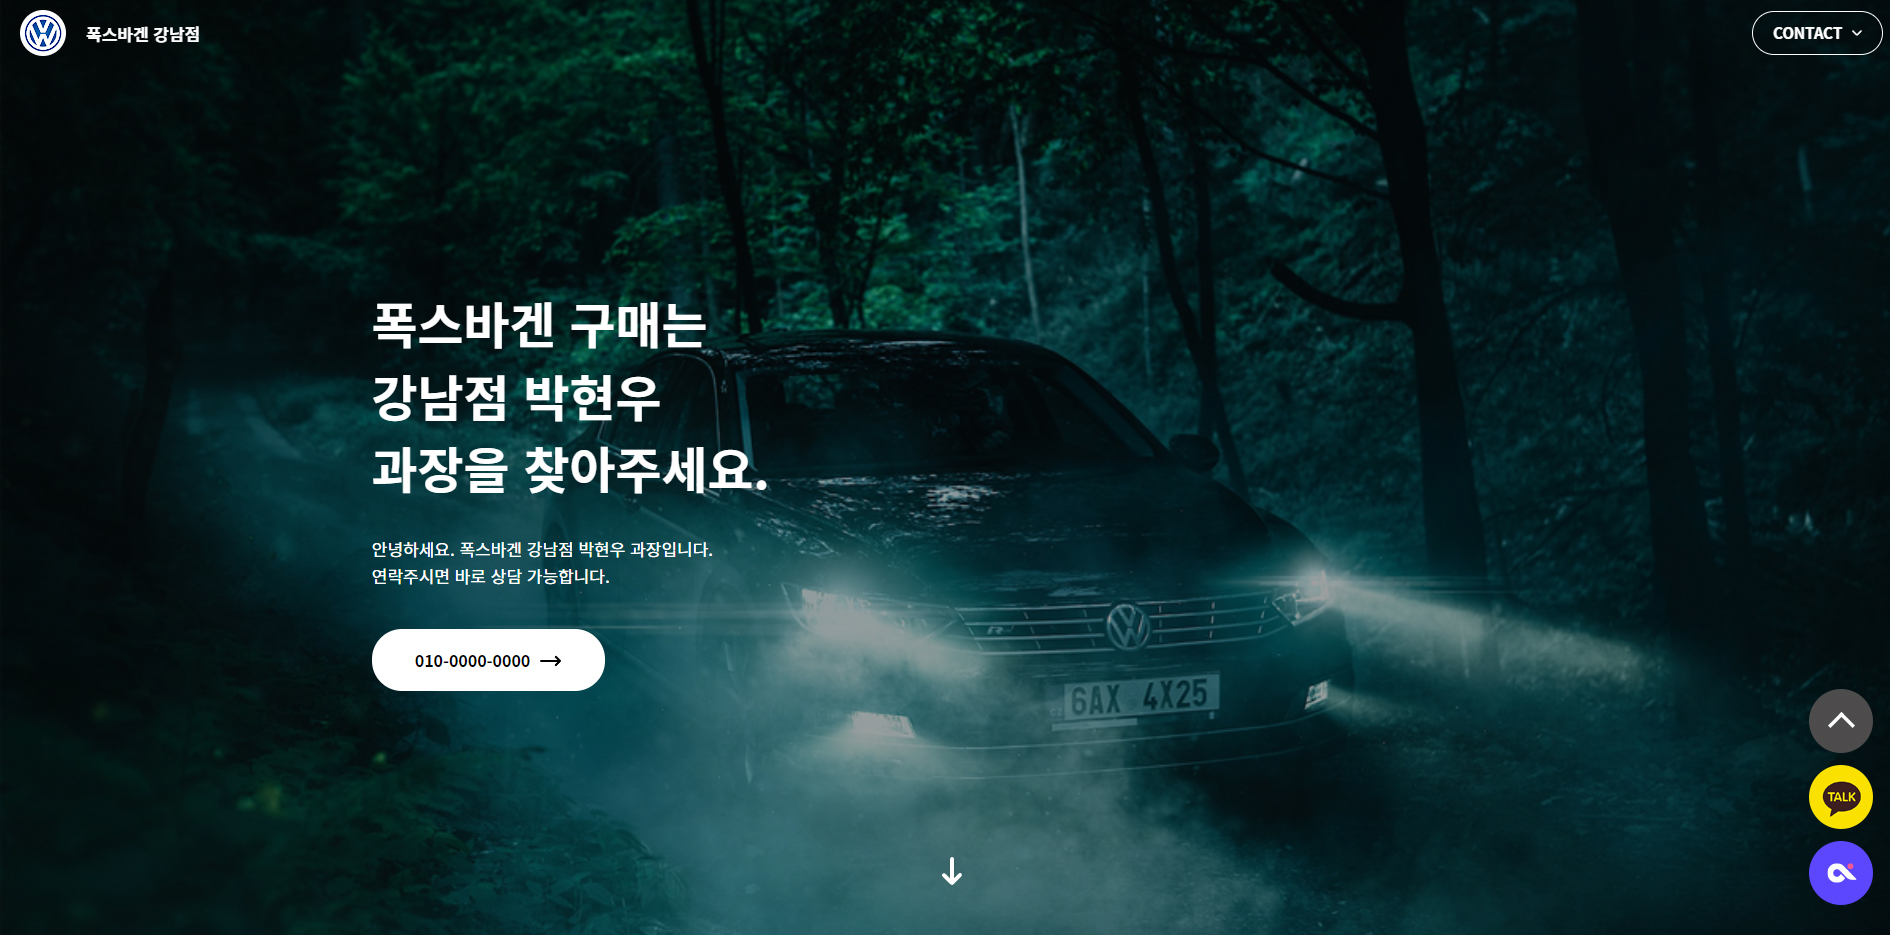 폭스바겐 강남점
CONTACT
폭스바겐 구매는
강남점 박현우
과장을 찾아주세요.
안녕하세요. 폭스바겐 강남점 박현우 과장입니다.
연락주시면 바로 상담 가능합니다.
010-0000-0000
R
6AX 4X25
TALK